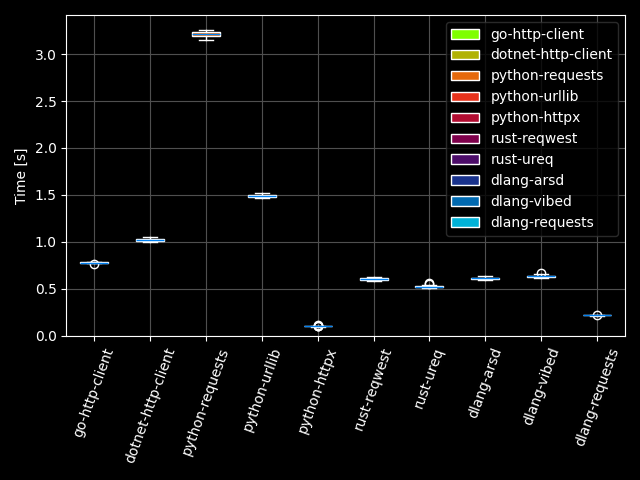 3.0
2.5
2.0
1.5
1.0
0.5
0.0
Time [s]
go-http-client
dotnet-http-client
python-requests
python-urllib
python-httpx
rust-reqwest
rust-ureq
dlang-arsd
dlang-vibed
dlang-requests
go-http-client
dotnet-http-client
python-requests
python-urllib
python-httpx
rust-reqwest
rust-ureq
dlang-arsd
dlang-vibed
dlang-requests